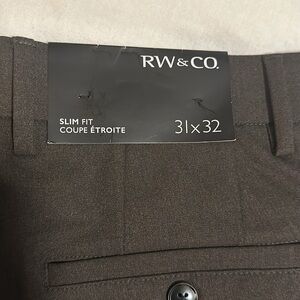 RW&CO.
SLIM FIT
COUPE ÉTROITE
31x32